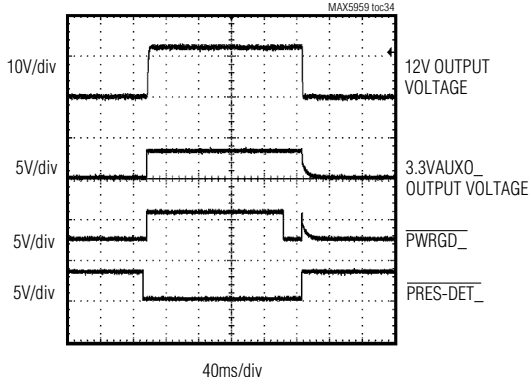 MAX5959 toc34
10V/div
12V OUTPUT
VOLTAGE
5V/div
3.3VAUXO_
OUTPUT VOLTAGE
5V/div
PWRGD_
5V/div
PRES-DET_
40ms/div